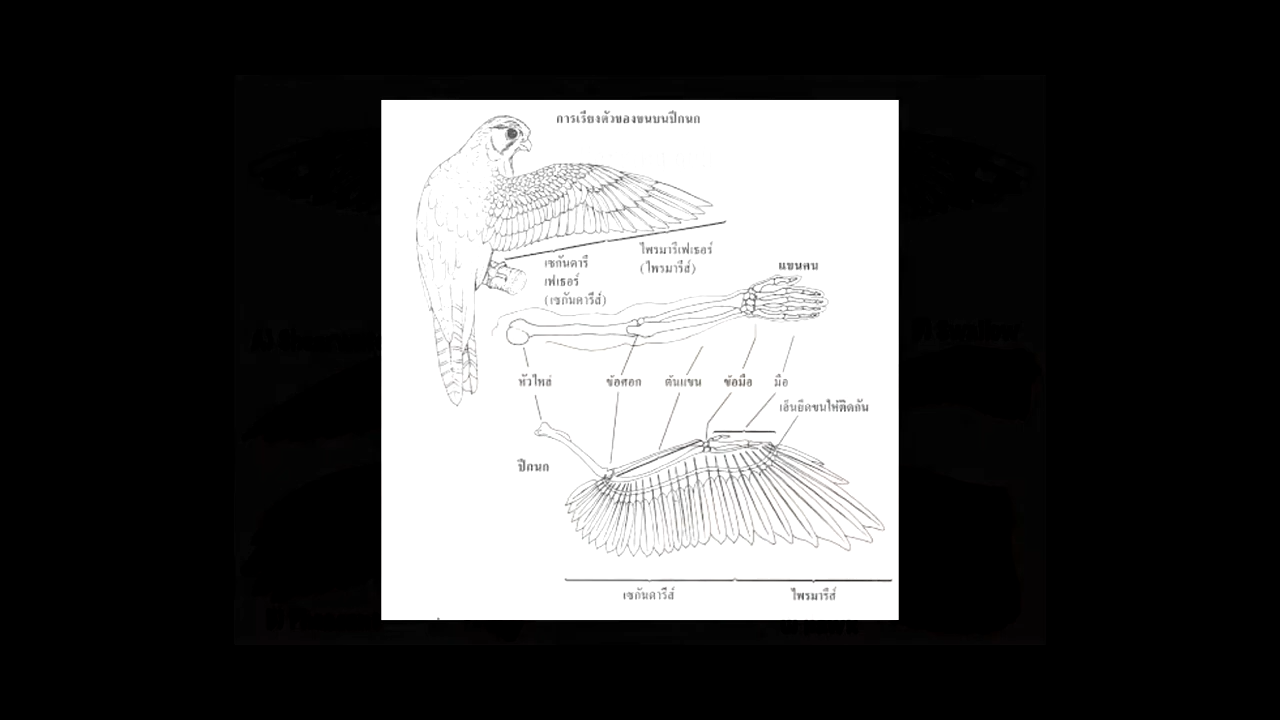 การเรียงตัวของขนบนปีกนก
ไพรมารีเฟเธอร์
(ไพรมารีส์)
เซกันดารี
เฟเธอร์
(เซกันดารีส์)
แขนคน
หัวไหล่ ข้อศอก ต้นแขน ข้อมือ มือ
เอ็นยึดขนให้ติดกัน
ปีกนก
เซกันดารีส์ ไพรมารีส์